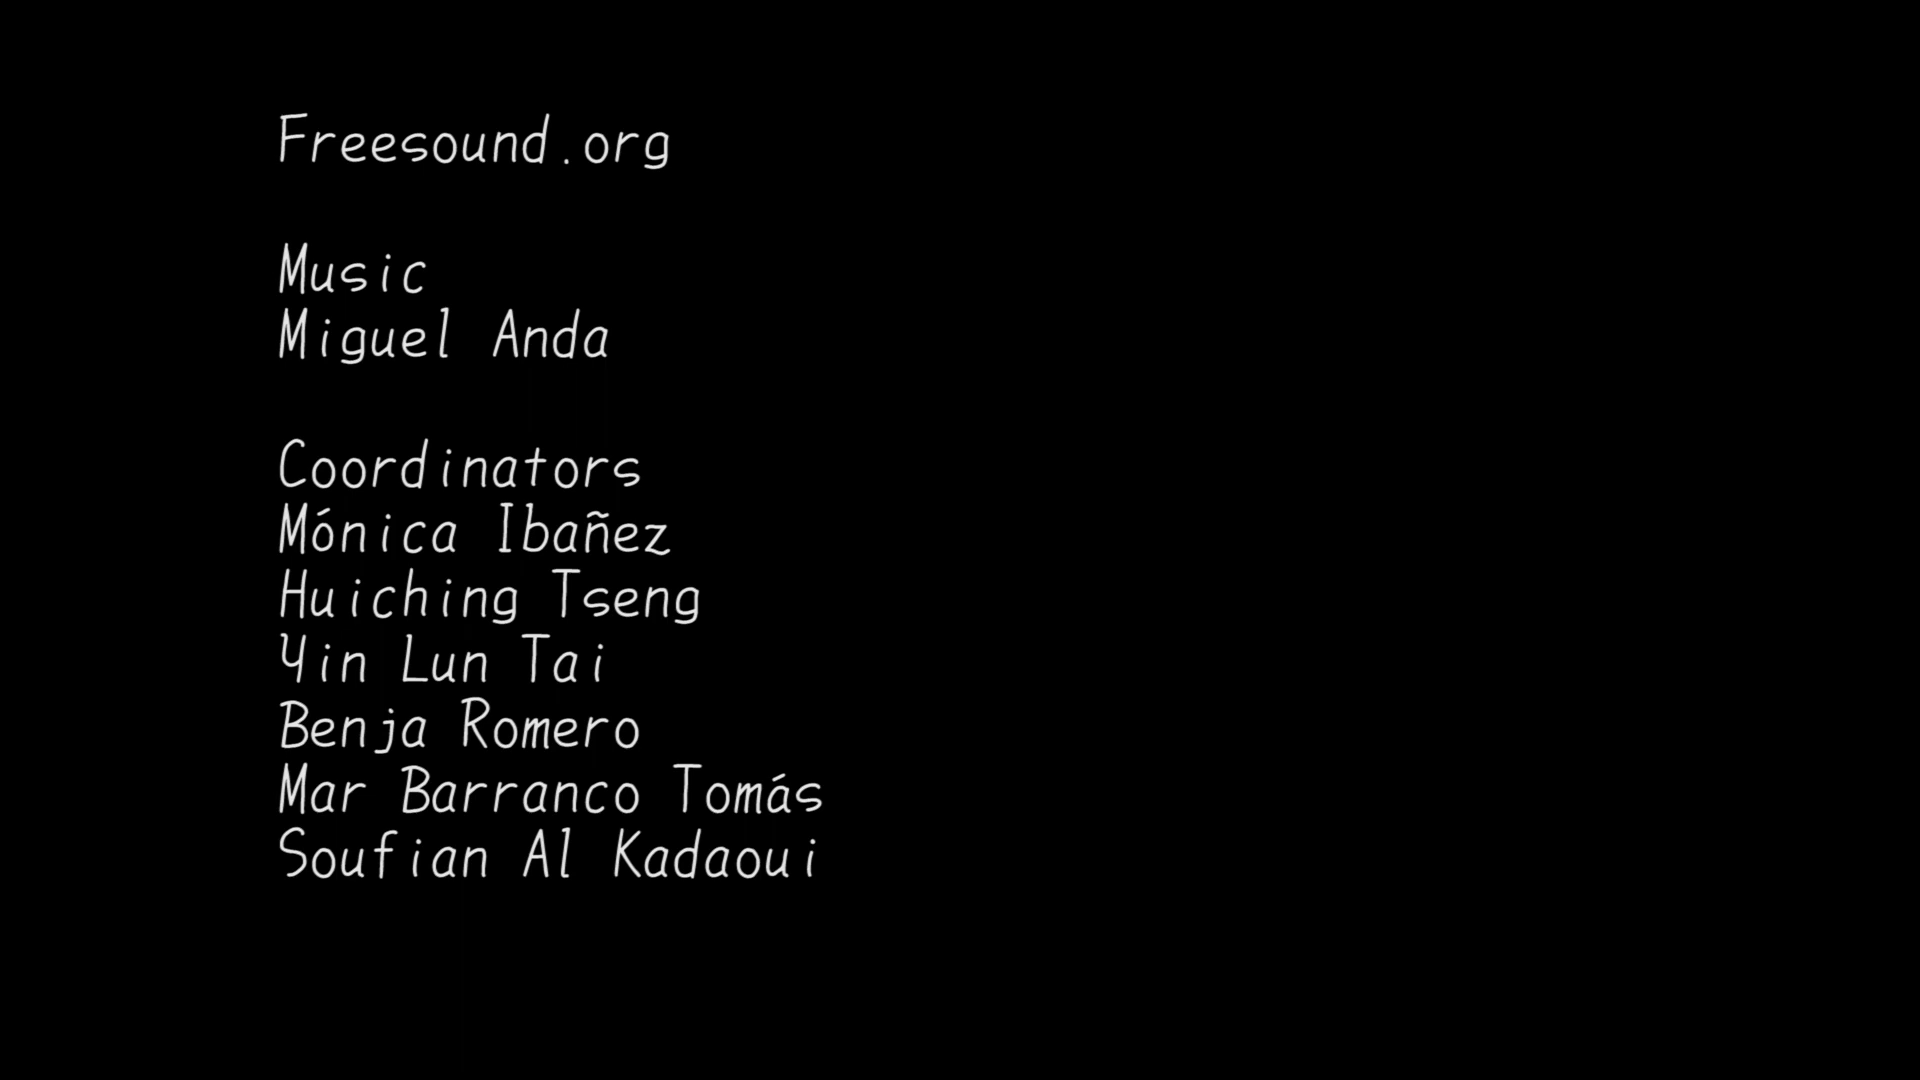 Freesound.org
Music
Miguel Anda
Coordinators
Mónica Ibañez
Huiching Tseng
Yin Lun Tai
Benja Romero
Mar Barranco Tomás
Soufian Al Kadaoui